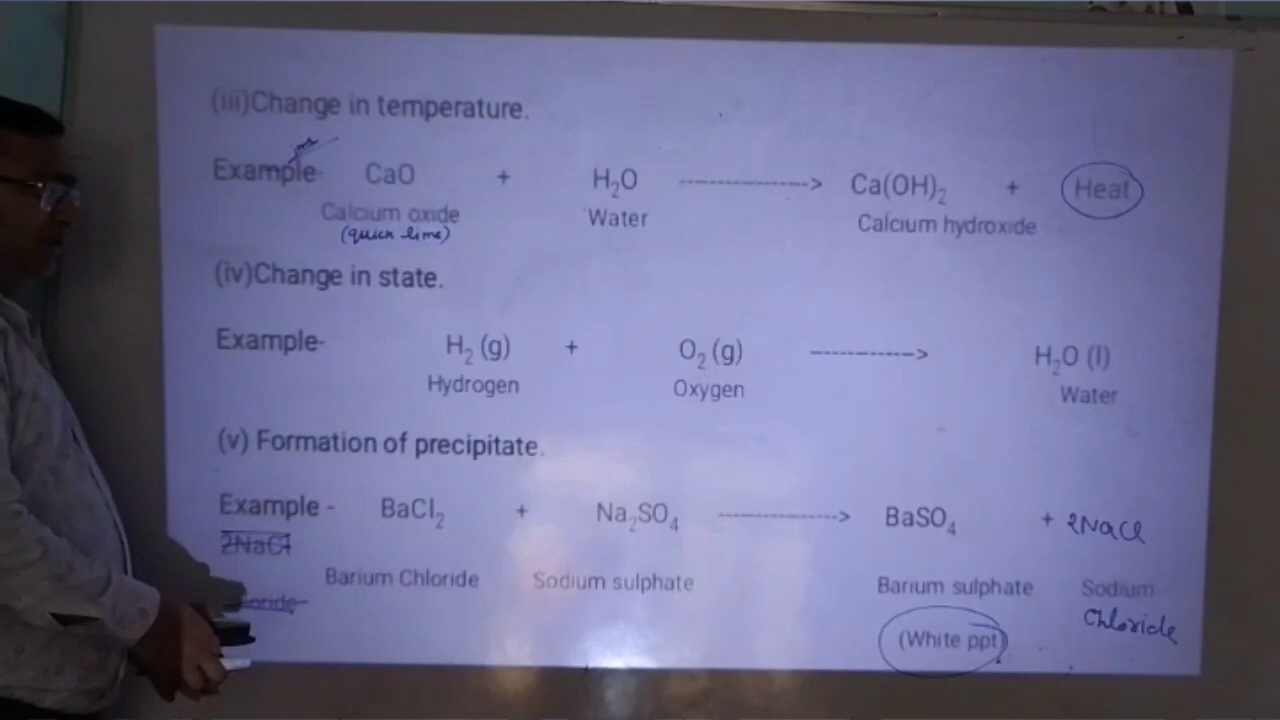 (iii)Change in temperature.
Example- CaO + H₂O ----------------> Ca(OH)₂ + Heat
Calcium oxide Water Calcium hydroxide
(quick lime)
(iv)Change in state.
Example- H₂ (g) + O₂ (g) -------------> H₂O (l)
Hydrogen Oxygen Water
(v) Formation of precipitate.
Example - BaCl₂ + Na₂SO₄ ---------------> BaSO₄ + 2NaCl
2NaCl
Barium Chloride Sodium sulphate Barium sulphate Sodium
Chloride
(White ppt)